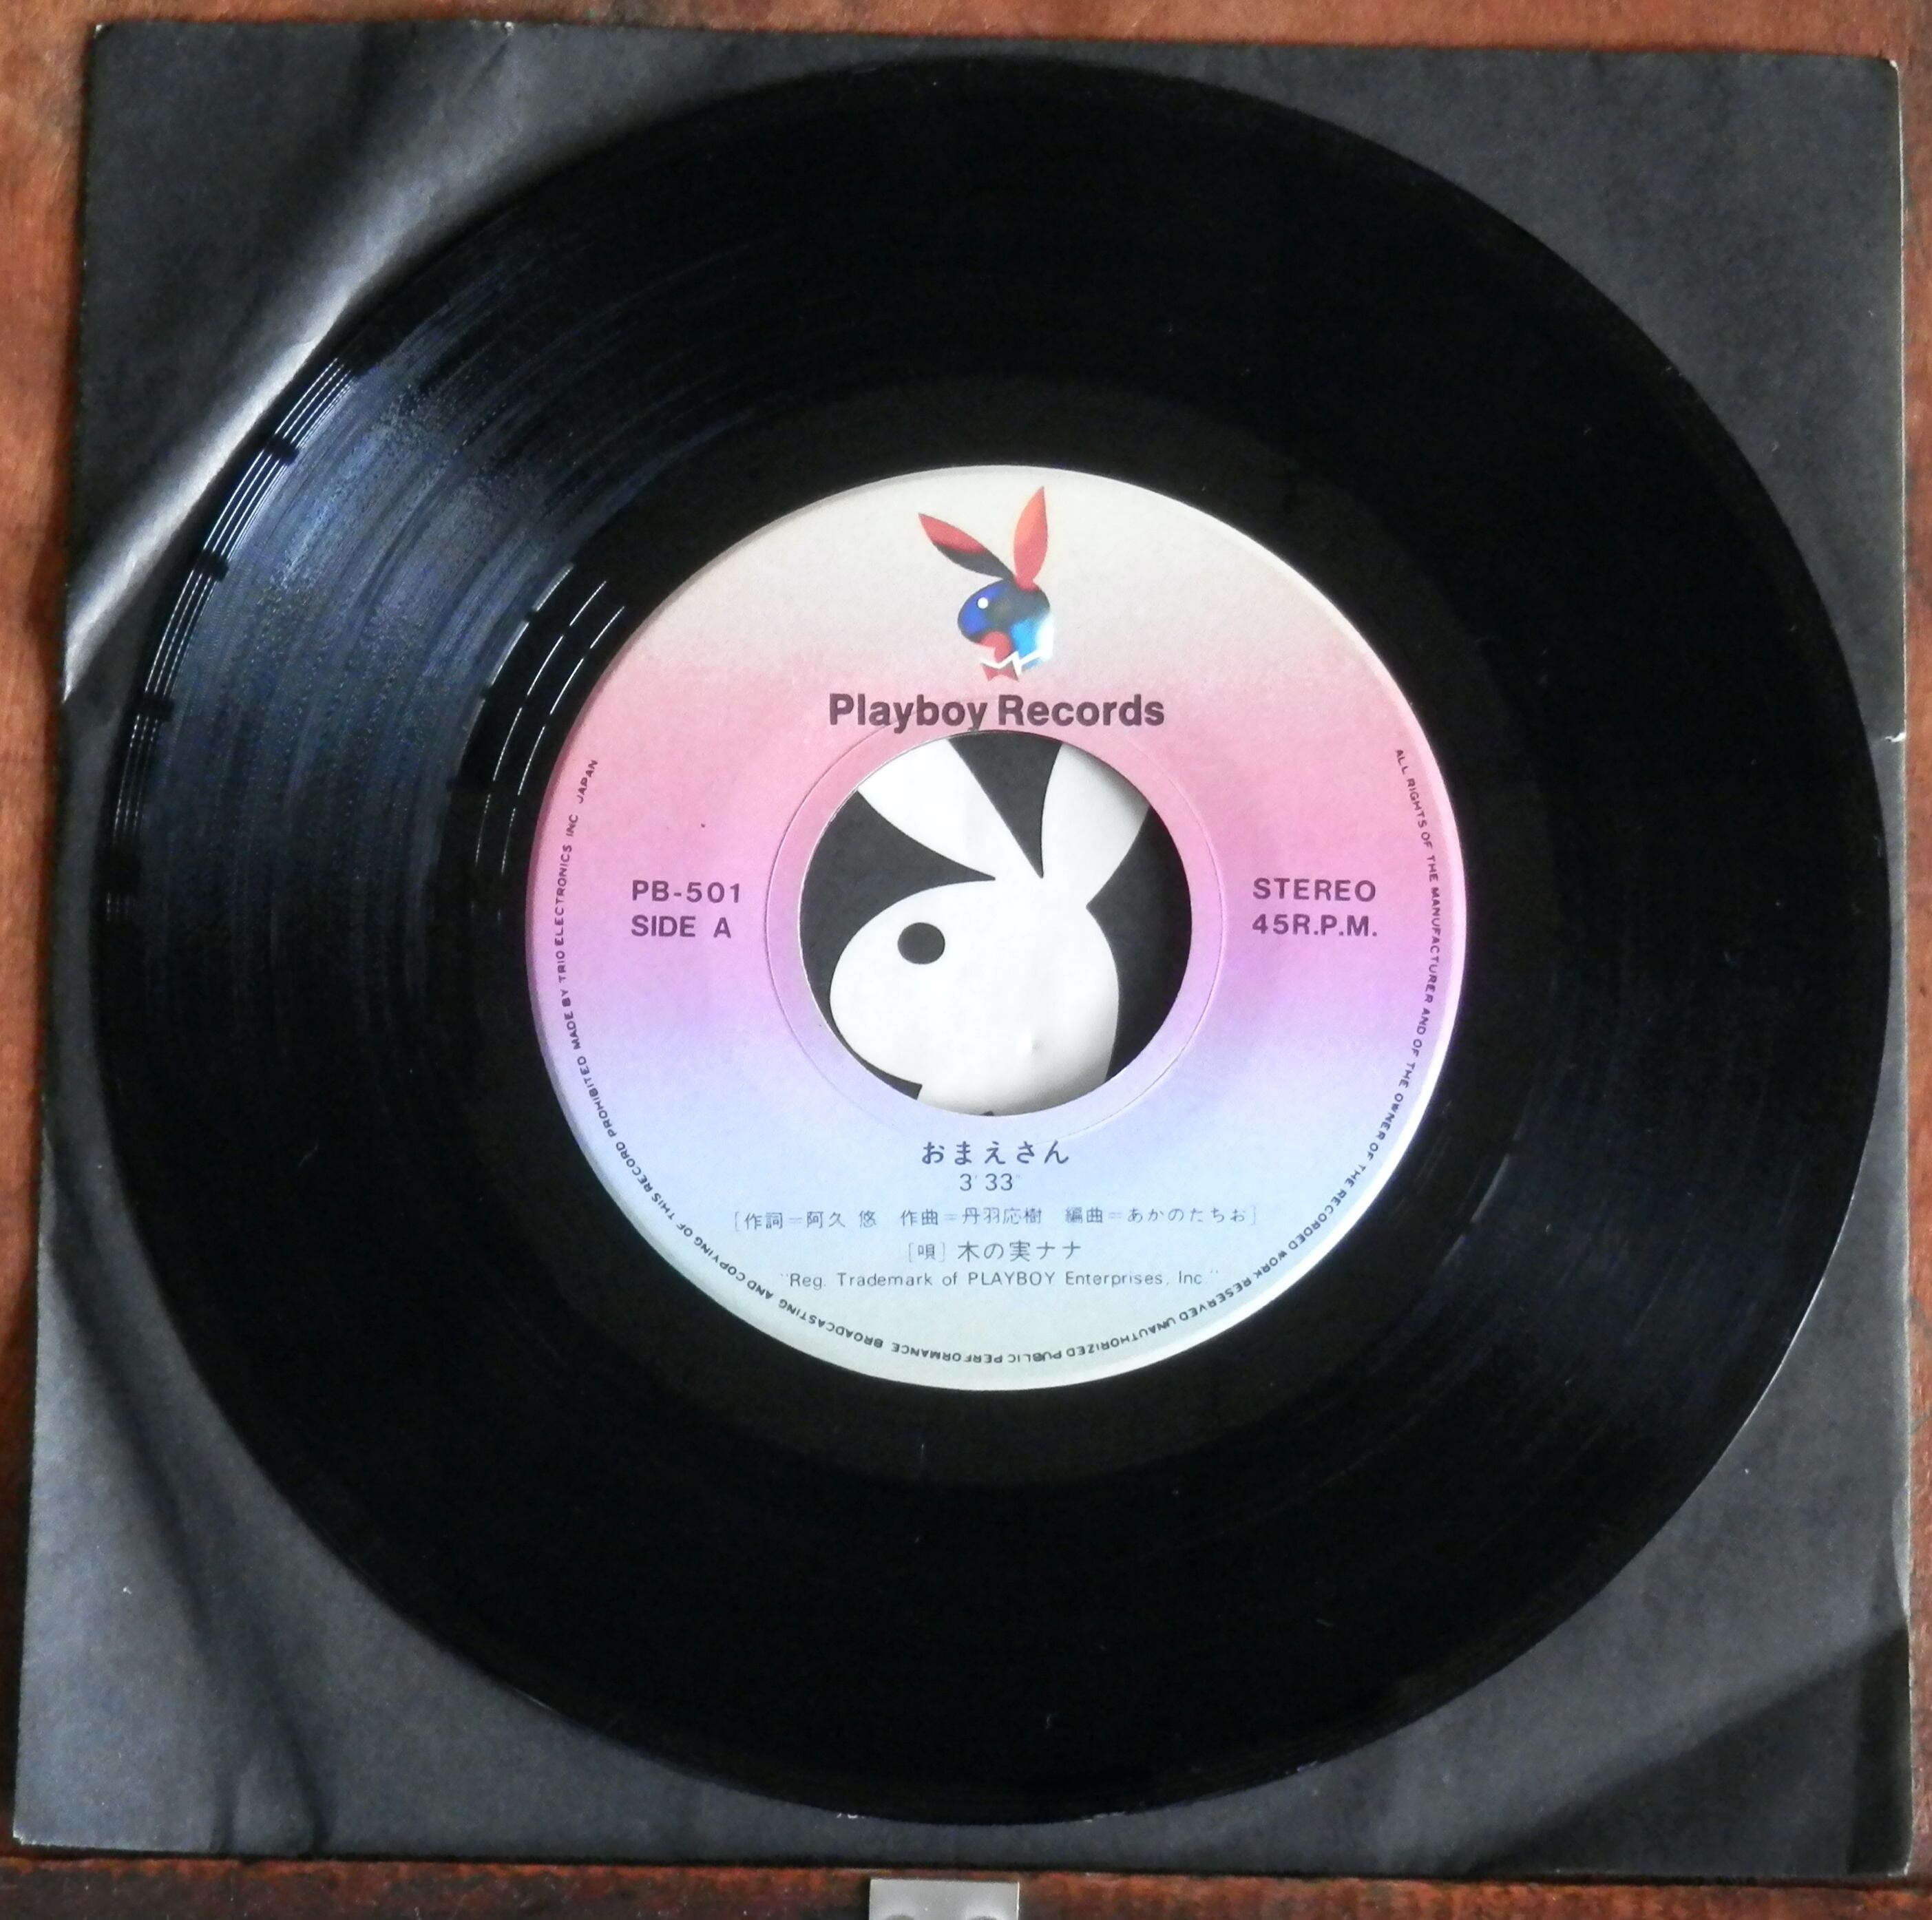 Playboy Records
PB-501
SIDE A
STEREO
45R.P.M.
おまえさん
3'33"
[作詞=阿久 悠 作曲=丹羽応樹 編曲=あかのたちお]
[唄] 木の実ナナ
"Reg. Trademark of PLAYBOY Enterprises, Inc."
ALL RIGHTS OF THE MANUFACTURER AND OF THE OWNER OF THE RECORDED WORK RESERVED UNAUTHORIZED PUBLIC PERFORMANCE BROADCASTING AND COPYING OF THIS RECORD PROHIBITED MADE BY TRIO ELECTRONICS INC JAPAN